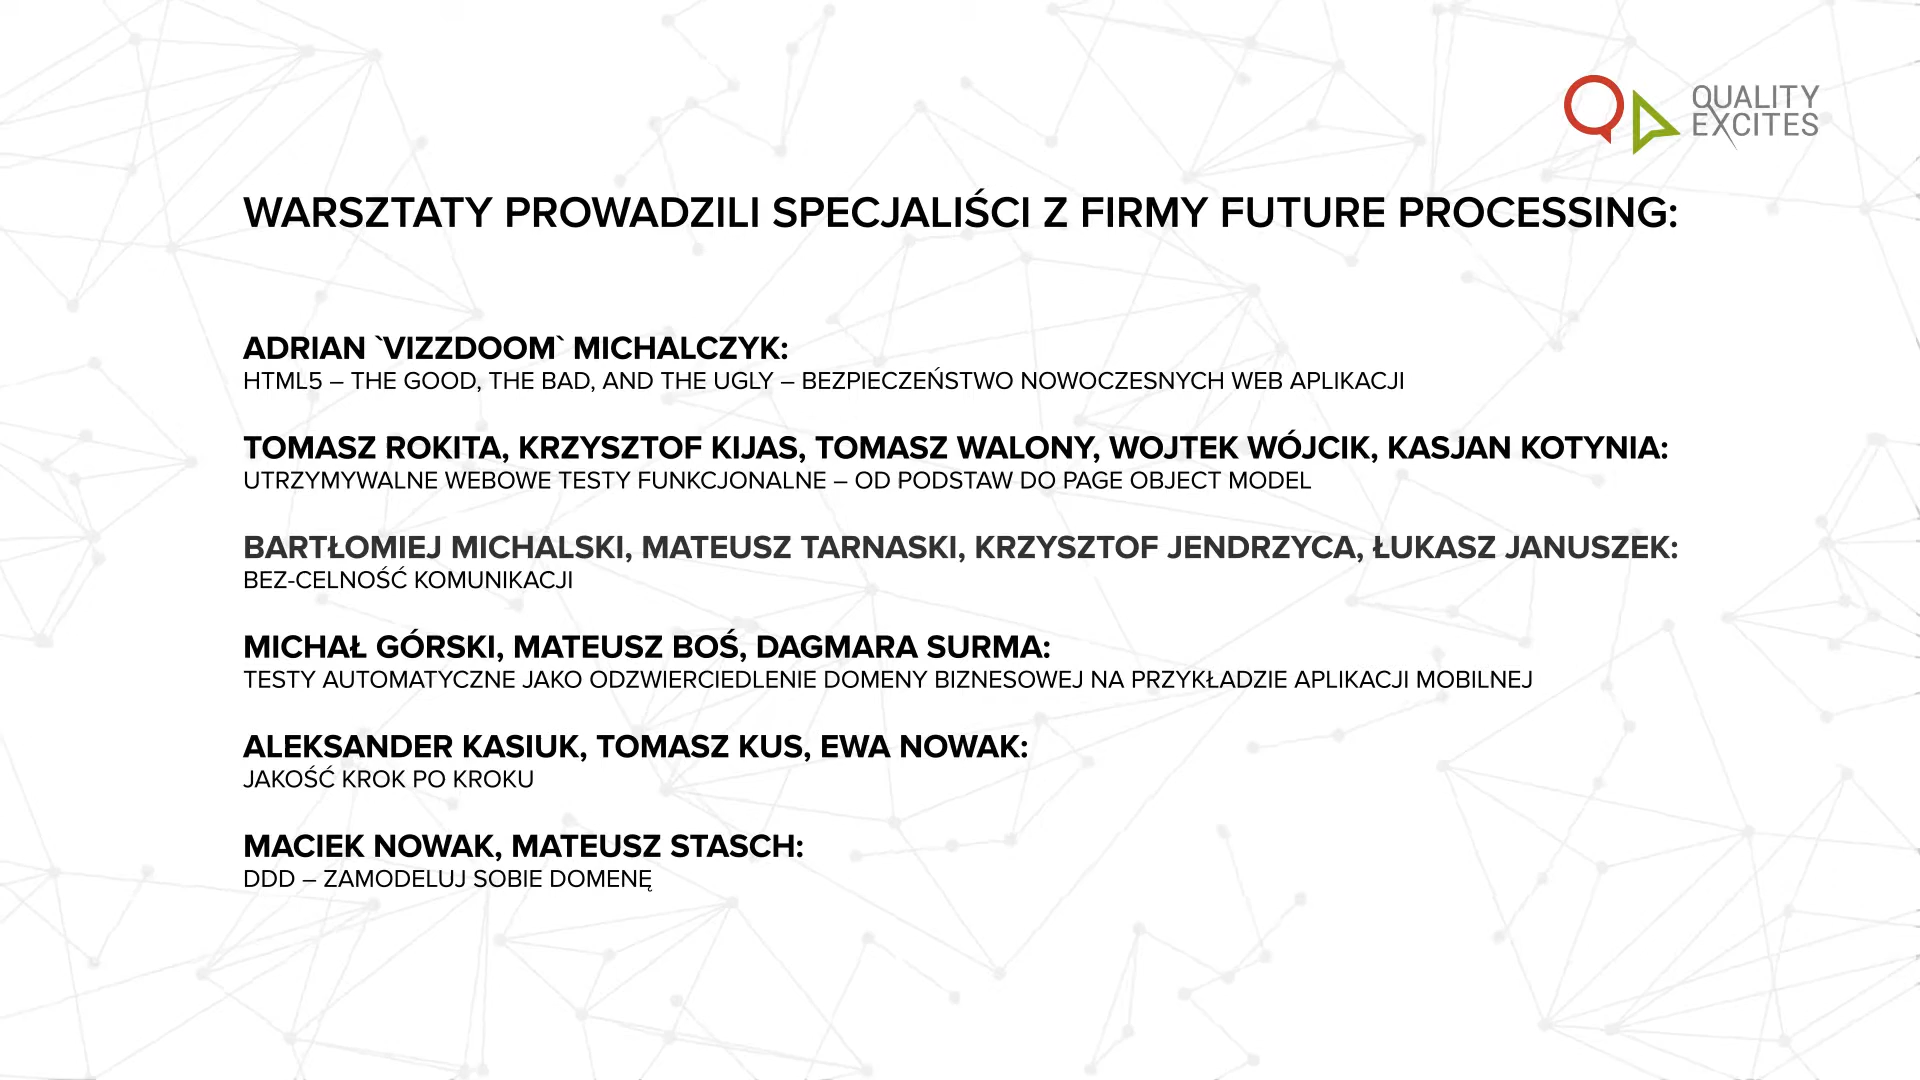 QUALITY
EXCITES
WARSZTATY PROWADZILI SPECJALIŚCI Z FIRMY FUTURE PROCESSING:
ADRIAN `VIZZDOOM` MICHALCZYK:
HTML5 – THE GOOD, THE BAD, AND THE UGLY – BEZPIECZEŃSTWO NOWOCZESNYCH WEB APLIKACJI
TOMASZ ROKITA, KRZYSZTOF KIJAS, TOMASZ WALONY, WOJTEK WÓJCIK, KASJAN KOTYNIA:
UTRZYMYWALNE WEBOWE TESTY FUNKCJONALNE – OD PODSTAW DO PAGE OBJECT MODEL
BARTŁOMIEJ MICHALSKI, MATEUSZ TARNASKI, KRZYSZTOF JENDRZYCA, ŁUKASZ JANUSZEK:
BEZ-CELNOŚĆ KOMUNIKACJI
MICHAŁ GÓRSKI, MATEUSZ BOŚ, DAGMARA SURMA:
TESTY AUTOMATYCZNE JAKO ODZWIERCIEDLENIE DOMENY BIZNESOWEJ NA PRZYKŁADZIE APLIKACJI MOBILNEJ
ALEKSANDER KASIUK, TOMASZ KUS, EWA NOWAK:
JAKOŚĆ KROK PO KROKU
MACIEK NOWAK, MATEUSZ STASCH:
DDD – ZAMODELUJ SOBIE DOMENĘ